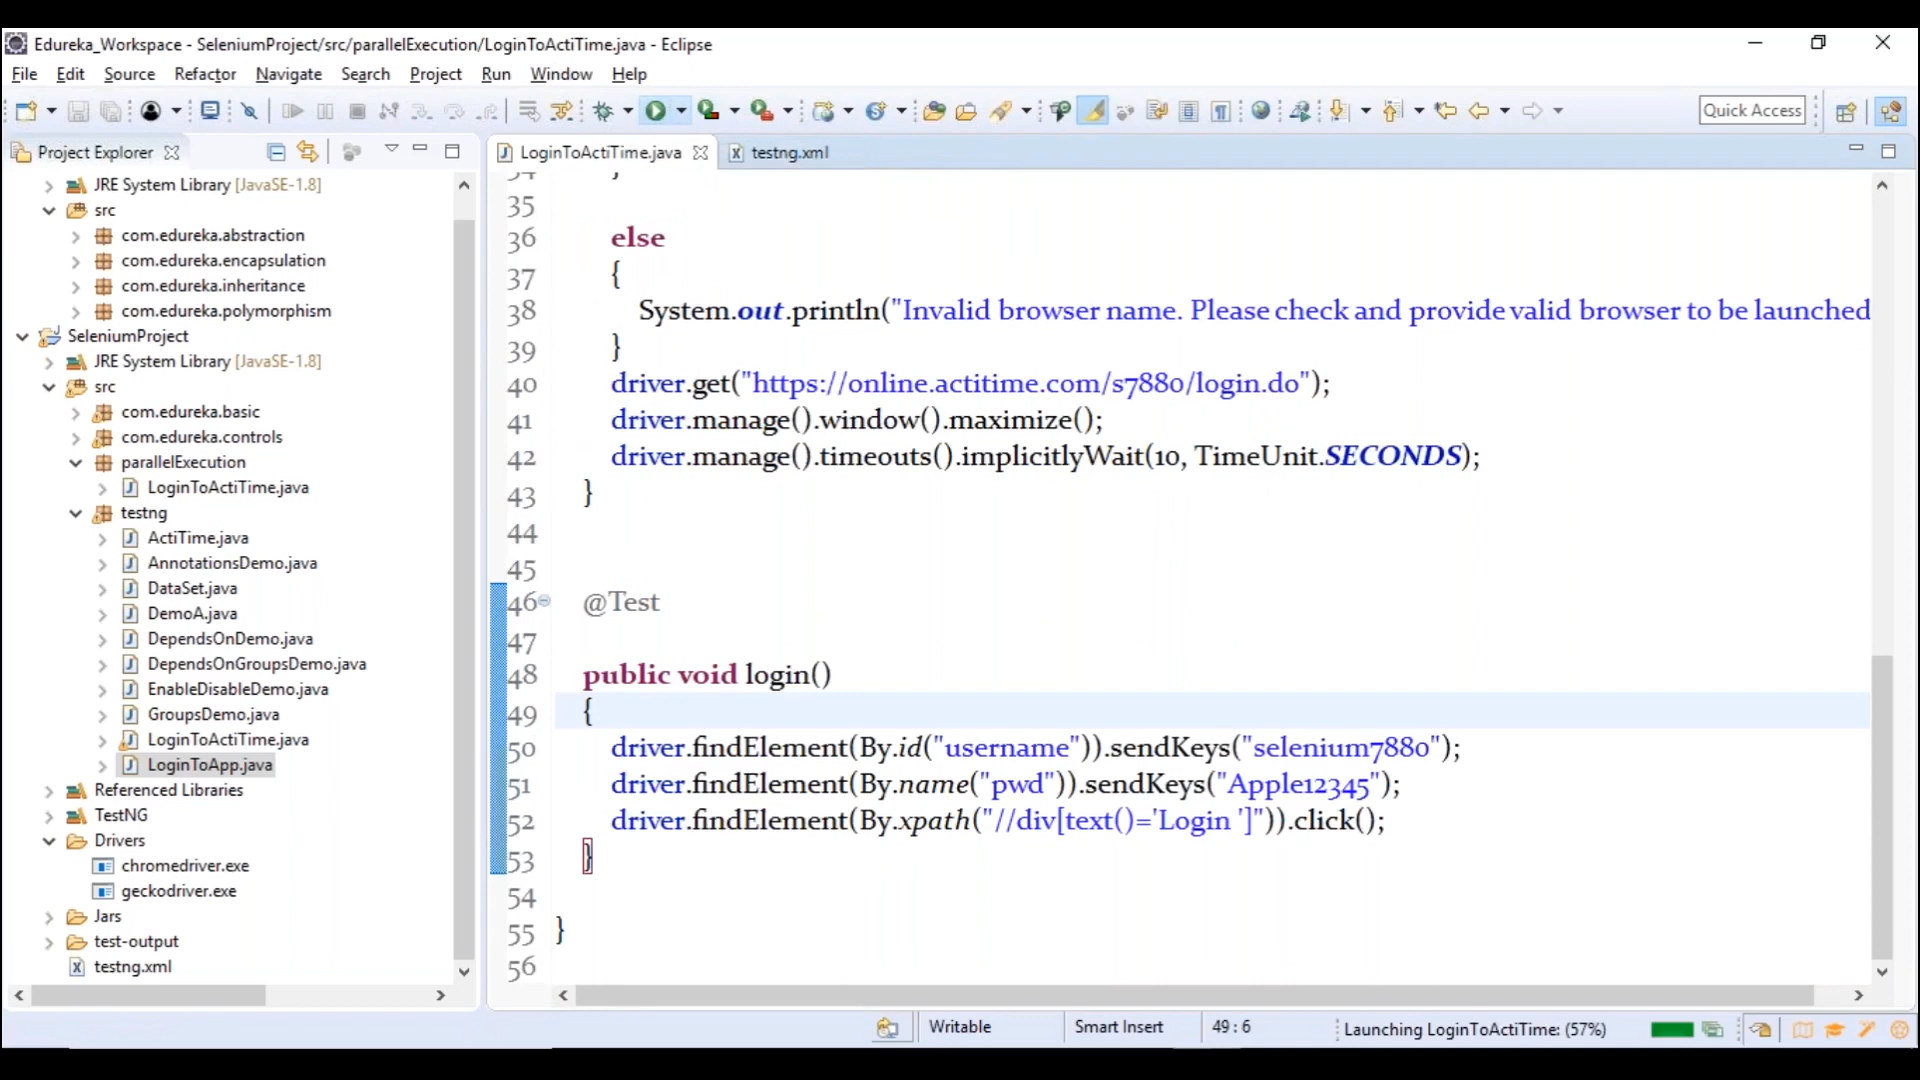 Edureka_Workspace - SeleniumProject/src/parallelExecution/LoginToActiTime.java - Eclipse
File Edit Source Refactor Navigate Search Project Run Window Help
Quick Access
Project Explorer
LoginToActiTime.java
testng.xml
JRE System Library [JavaSE-1.8]
src
com.edureka.abstraction
com.edureka.encapsulation
com.edureka.inheritance
com.edureka.polymorphism
SeleniumProject
JRE System Library [JavaSE-1.8]
src
com.edureka.basic
com.edureka.controls
parallelExecution
LoginToActiTime.java
testng
ActiTime.java
AnnotationsDemo.java
DataSet.java
DemoA.java
DependsOnDemo.java
DependsOnGroupsDemo.java
EnableDisableDemo.java
GroupsDemo.java
LoginToActiTime.java
LoginToApp.java
Referenced Libraries
TestNG
Drivers
chromedriver.exe
geckodriver.exe
Jars
test-output
testng.xml
34 }
35
36 else
37 {
38 System.out.println("Invalid browser name. Please check and provide valid browser to be launched
39 }
40 driver.get("https://online.actitime.com/s7880/login.do");
41 driver.manage().window().maximize();
42 driver.manage().timeouts().implicitlyWait(10, TimeUnit.SECONDS);
43 }
44
45
46 @Test
47
48 public void login()
49 {
50 driver.findElement(By.id("username")).sendKeys("selenium7880");
51 driver.findElement(By.name("pwd")).sendKeys("Apple12345");
52 driver.findElement(By.xpath("//div[text()='Login ']")).click();
53 }
54
55 }
56
Writable
Smart Insert
49 : 6
Launching LoginToActiTime: (57%)